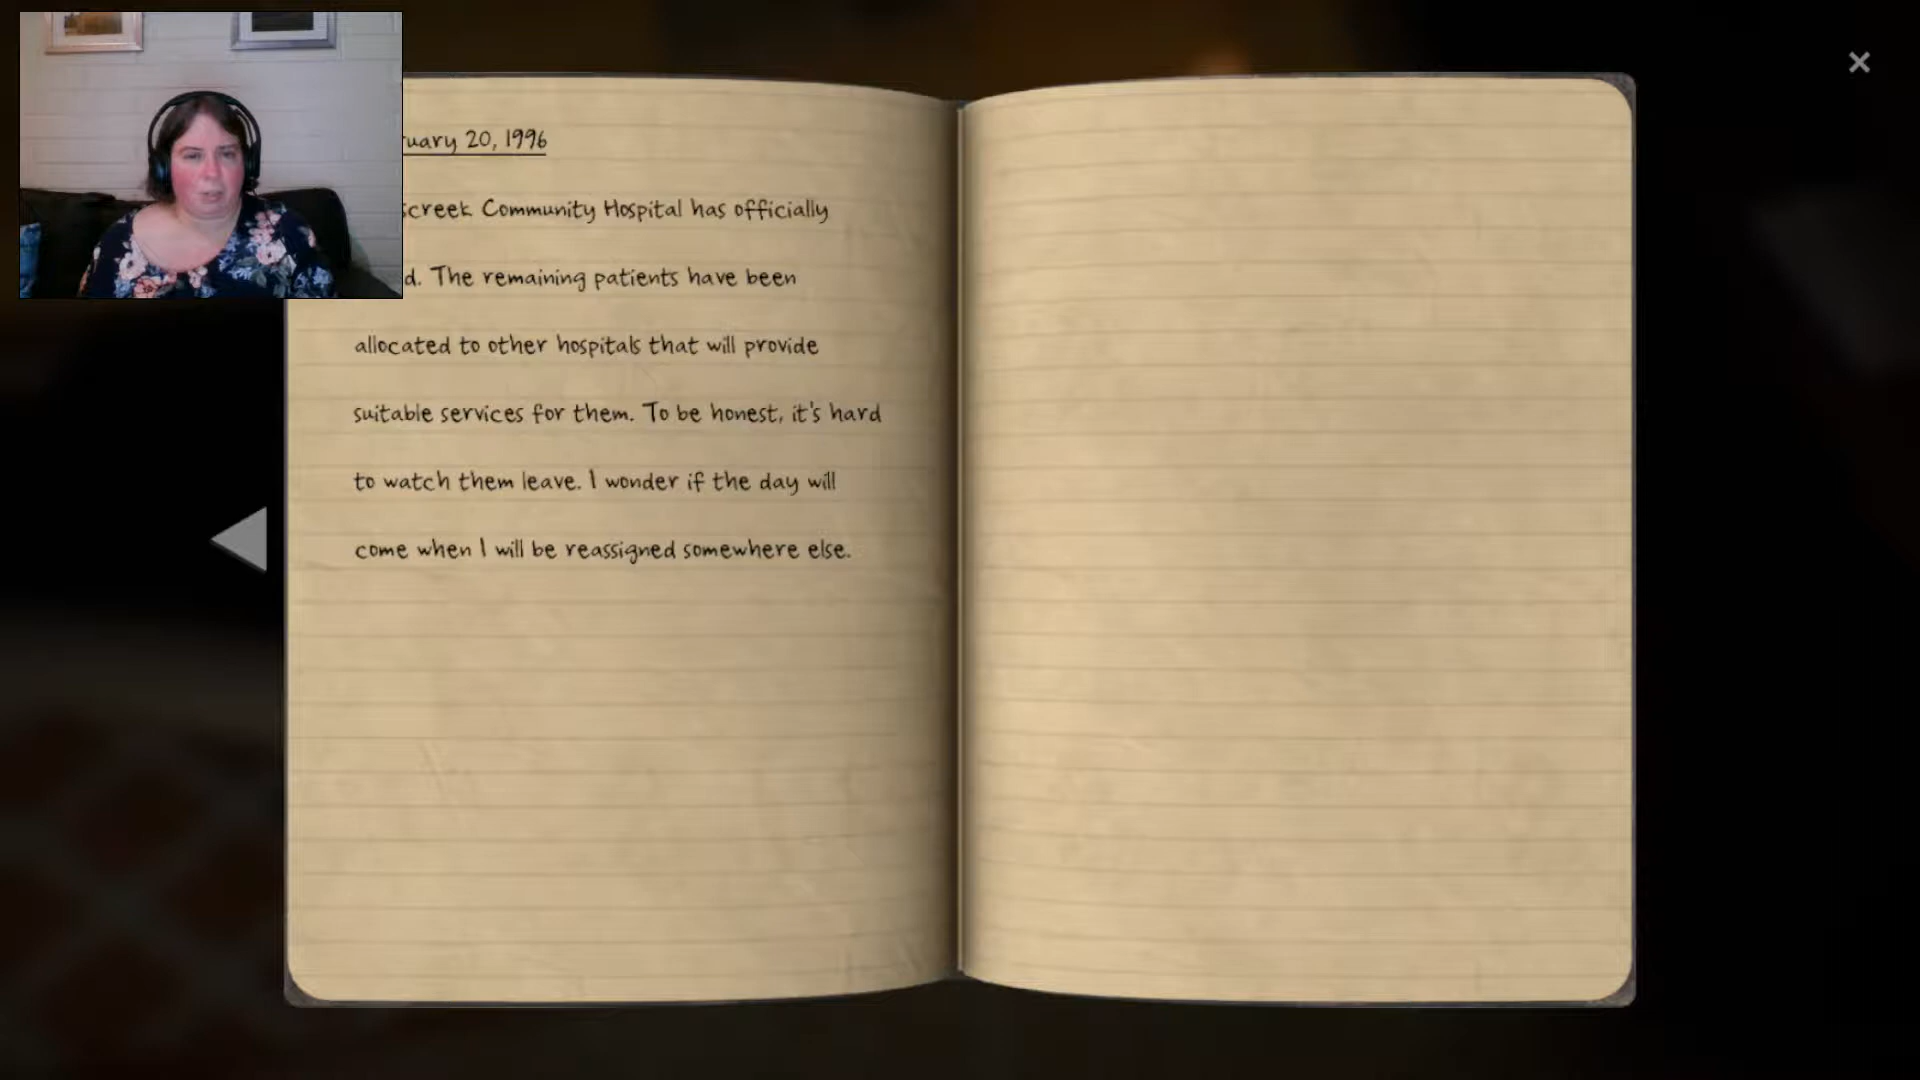 20, 1996
Community Hospital has officially
The remaining patients have been
allocated to other hospitals that will provide
suitable services for them. To be honest, it's hard
to watch them leave. I wonder if the day will
come when I will be reassigned somewhere else.